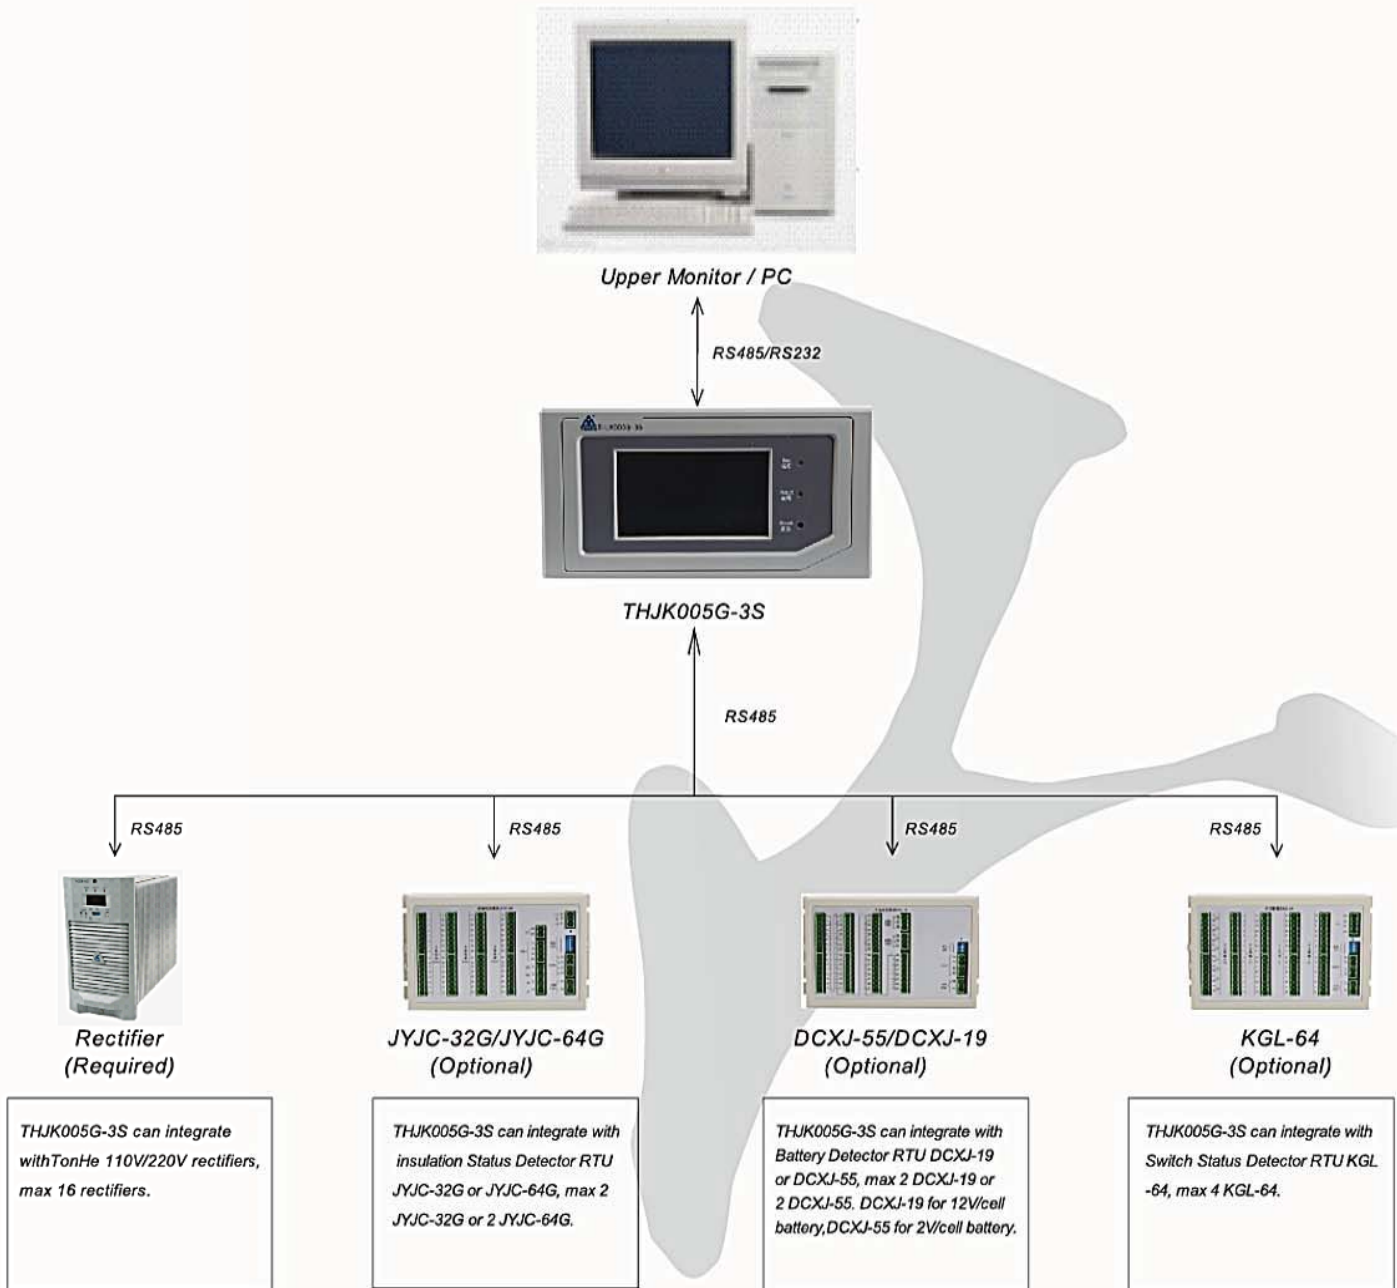 Upper Monitor / PC
RS485/RS232
THJK005G-3S
RS485
RS485
RS485
RS485
RS485
Rectifier
(Required)
JYJC-32G/JYJC-64G
(Optional)
DCXJ-55/DCXJ-19
(Optional)
KGL-64
(Optional)
THJK005G-3S can integrate
withTonHe 110V/220V rectifiers,
max 16 rectifiers.
THJK005G-3S can integrate with
insulation Status Detector RTU
JYJC-32G or JYJC-64G, max 2
JYJC-32G or 2 JYJC-64G.
THJK005G-3S can integrate with
Battery Detector RTU DCXJ-19
or DCXJ-55, max 2 DCXJ-19 or
2 DCXJ-55. DCXJ-19 for 12V/cell
battery,DCXJ-55 for 2V/cell battery.
THJK005G-3S can integrate with
Switch Status Detector RTU KGL
-64, max 4 KGL-64.